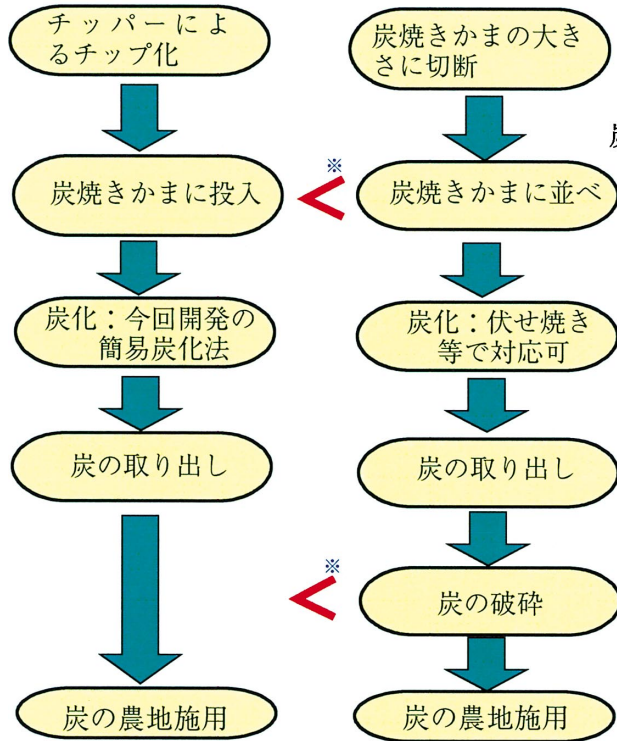 チッパーによ
るチップ化
炭焼きかまに投入
炭化：今回開発の
簡易炭化法
炭の取り出し
炭の農地施用
炭焼きかまの大き
さに切断
※
<
炭焼きかまに並べ
炭化：伏せ焼き
等で対応可
炭の取り出し
※
<
炭の破砕
炭の農地施用